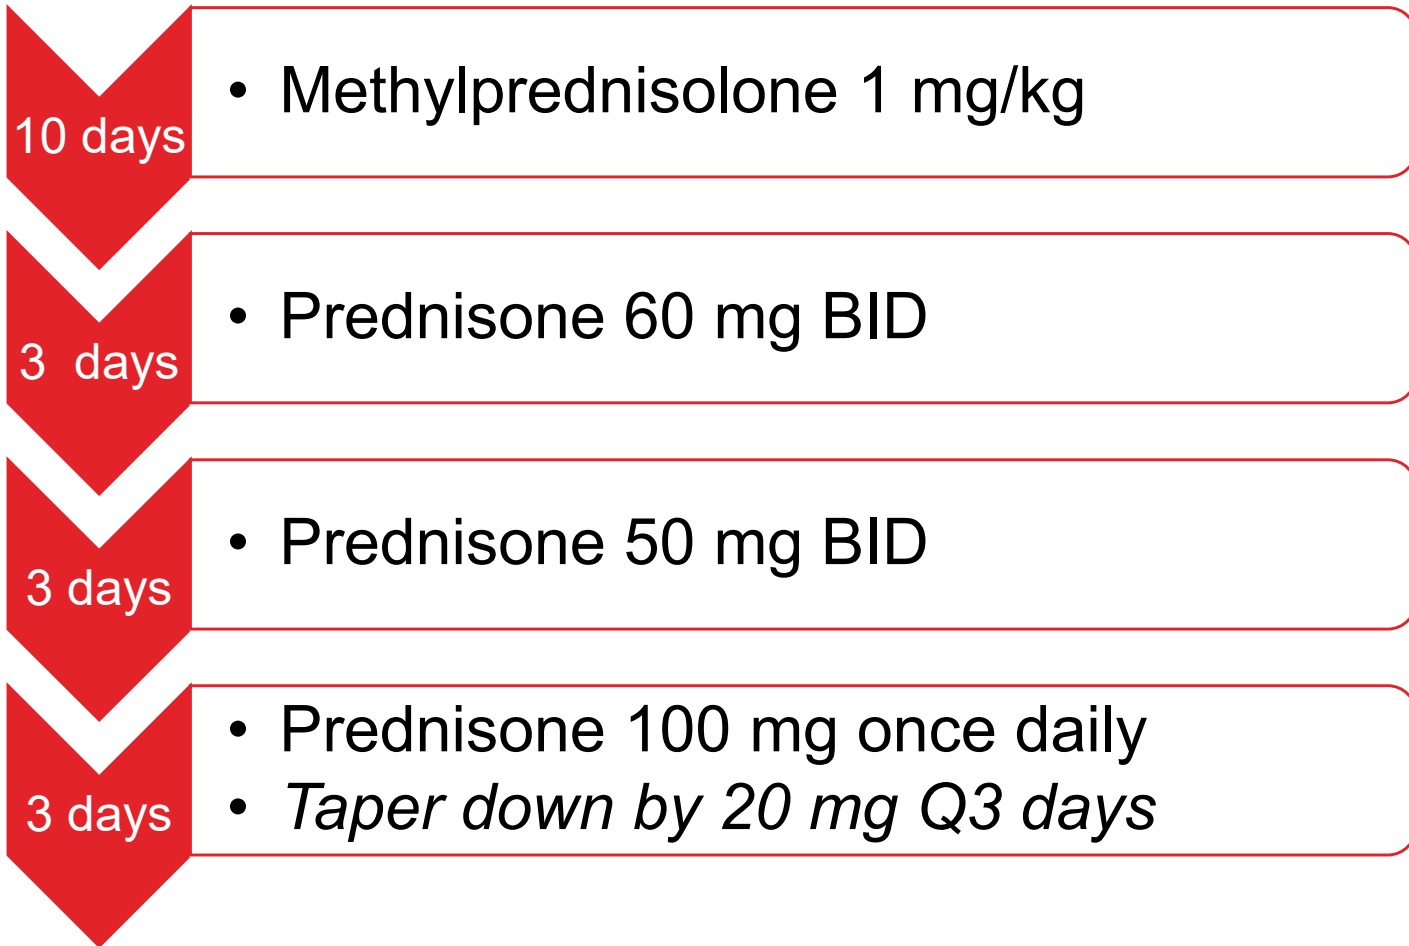 10 days
• Methylprednisolone 1 mg/kg
3  days
• Prednisone 60 mg BID
3 days
• Prednisone 50 mg BID
3 days
• Prednisone 100 mg once daily
• Taper down by 20 mg Q3 days